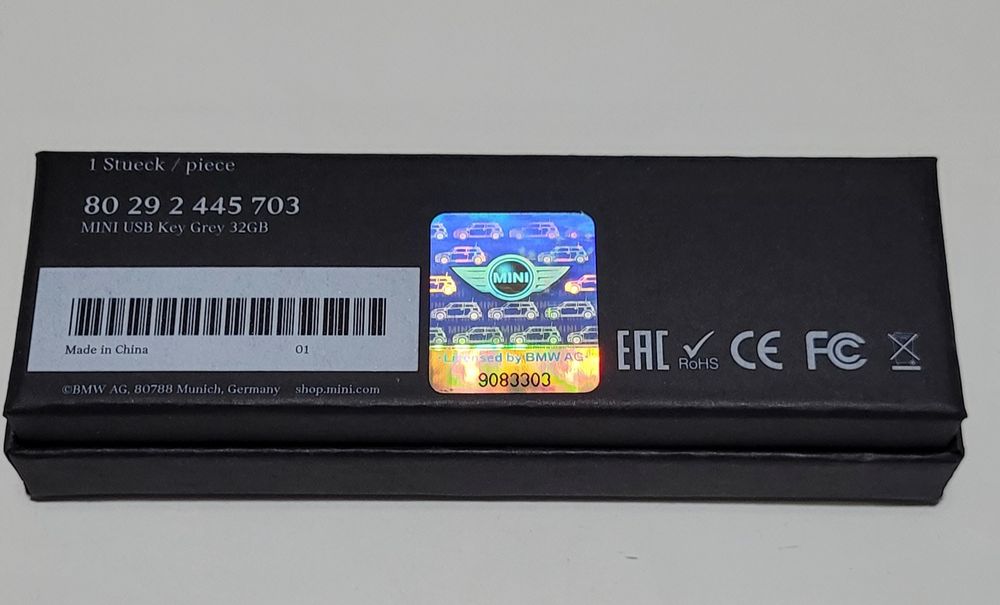 1 Stueck / piece
80 29 2 445 703
MINI USB Key Grey 32GB
Made in China 01
©BMW AG, 80788 Munich, Germany shop.mini.com
MINI
Licensed by BMW AG
9083303
EAC
RoHS
CE
FC